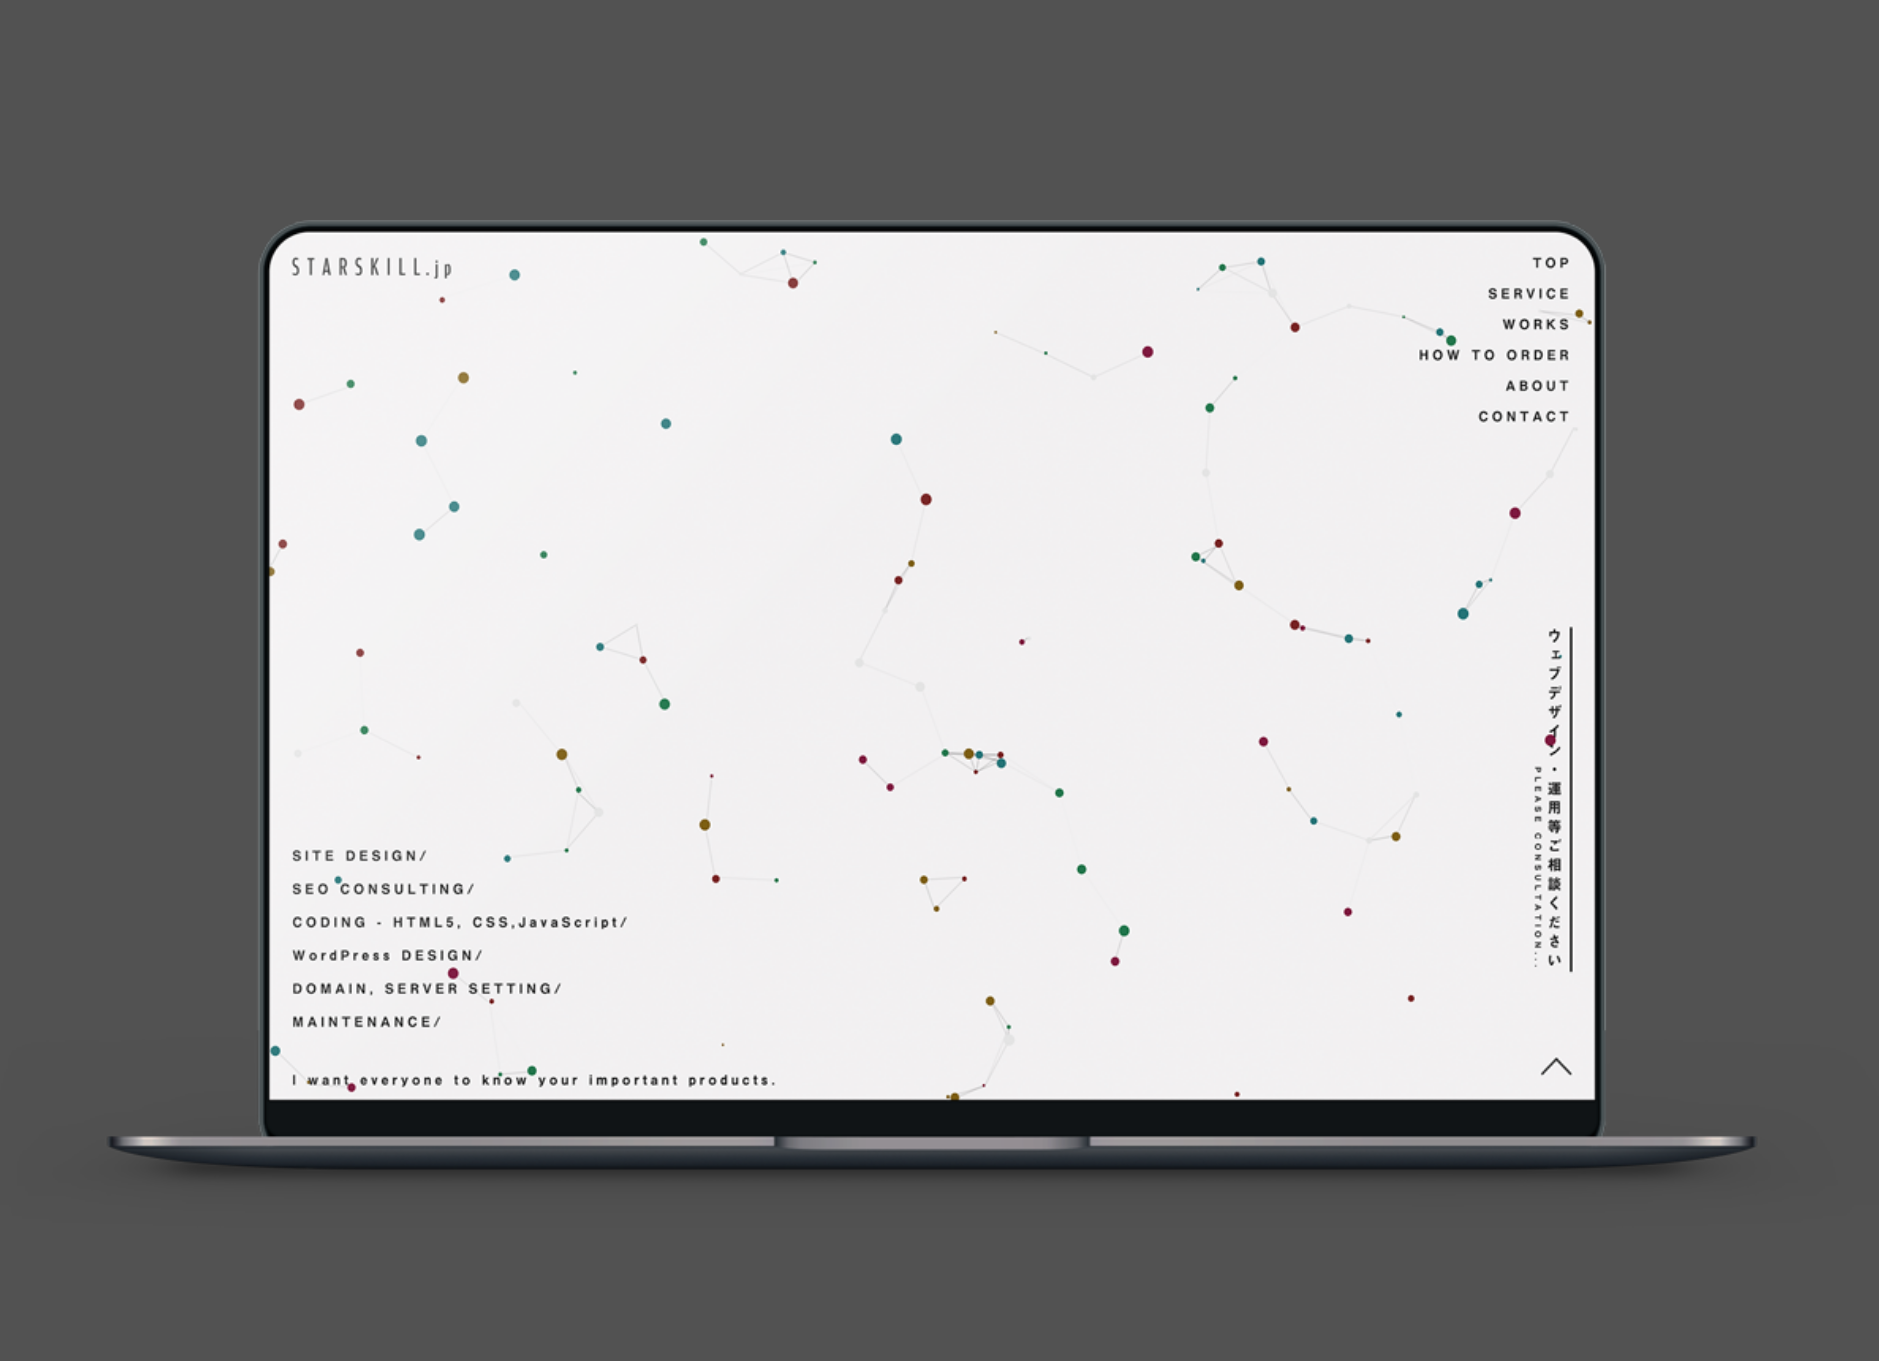 STARSKILL.jp
TOP
SERVICE
WORKS
HOW TO ORDER
ABOUT
CONTACT
ウェブデザイン・運用等ご相談ください
PLEASE CONSULTATION...
SITE DESIGN/
SEO CONSULTING/
CODING - HTML5, CSS,JavaScript/
WordPress DESIGN/
DOMAIN, SERVER SETTING/
MAINTENANCE/
I want everyone to know your important products.